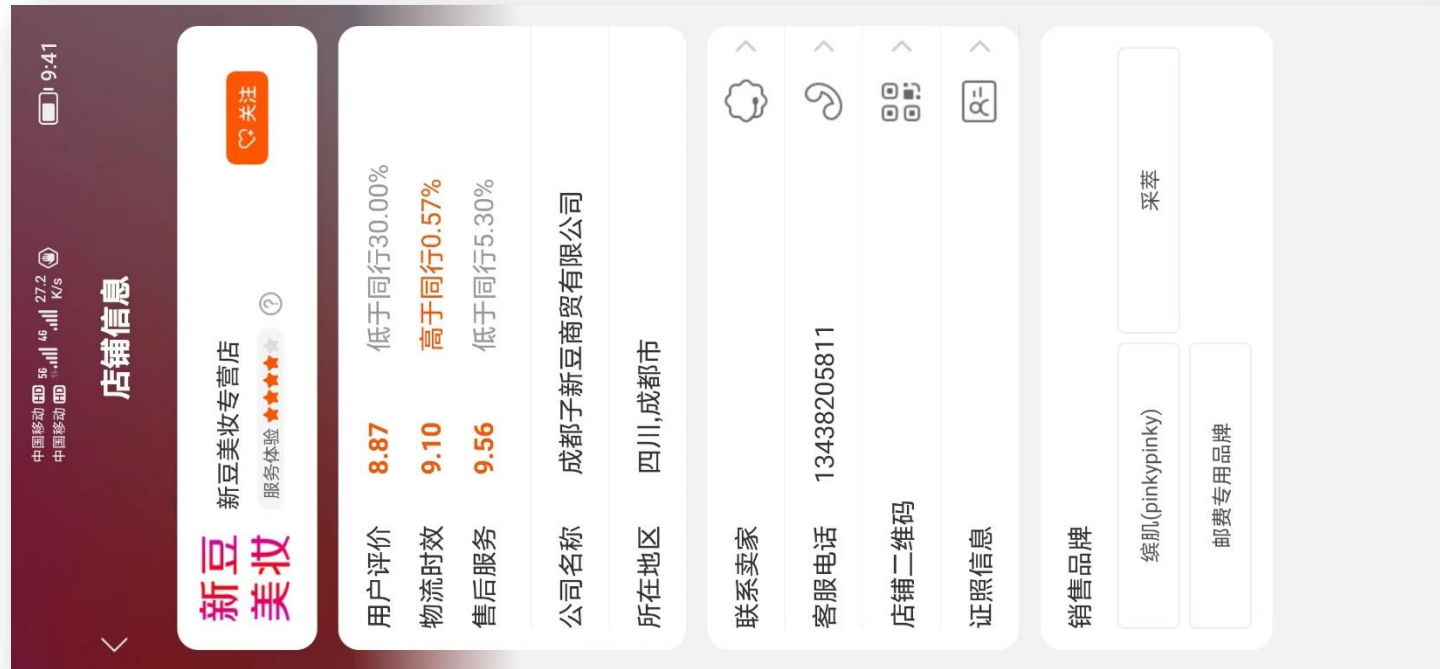 中国移动 HD 5G 4G 27.2 K/s 9:41
中国移动 HD
店铺信息
新豆
美妆
新豆美妆专营店
服务体验
关注
用户评价 8.87 低于同行30.00%
物流时效 9.10 高于同行0.57%
售后服务 9.56 低于同行5.30%
公司名称 成都子新豆商贸有限公司
所在地区 四川,成都市
联系卖家
客服电话 13438205811
店铺二维码
证照信息
销售品牌
缤肌(pinkypinky) 采萃
邮费专用品牌